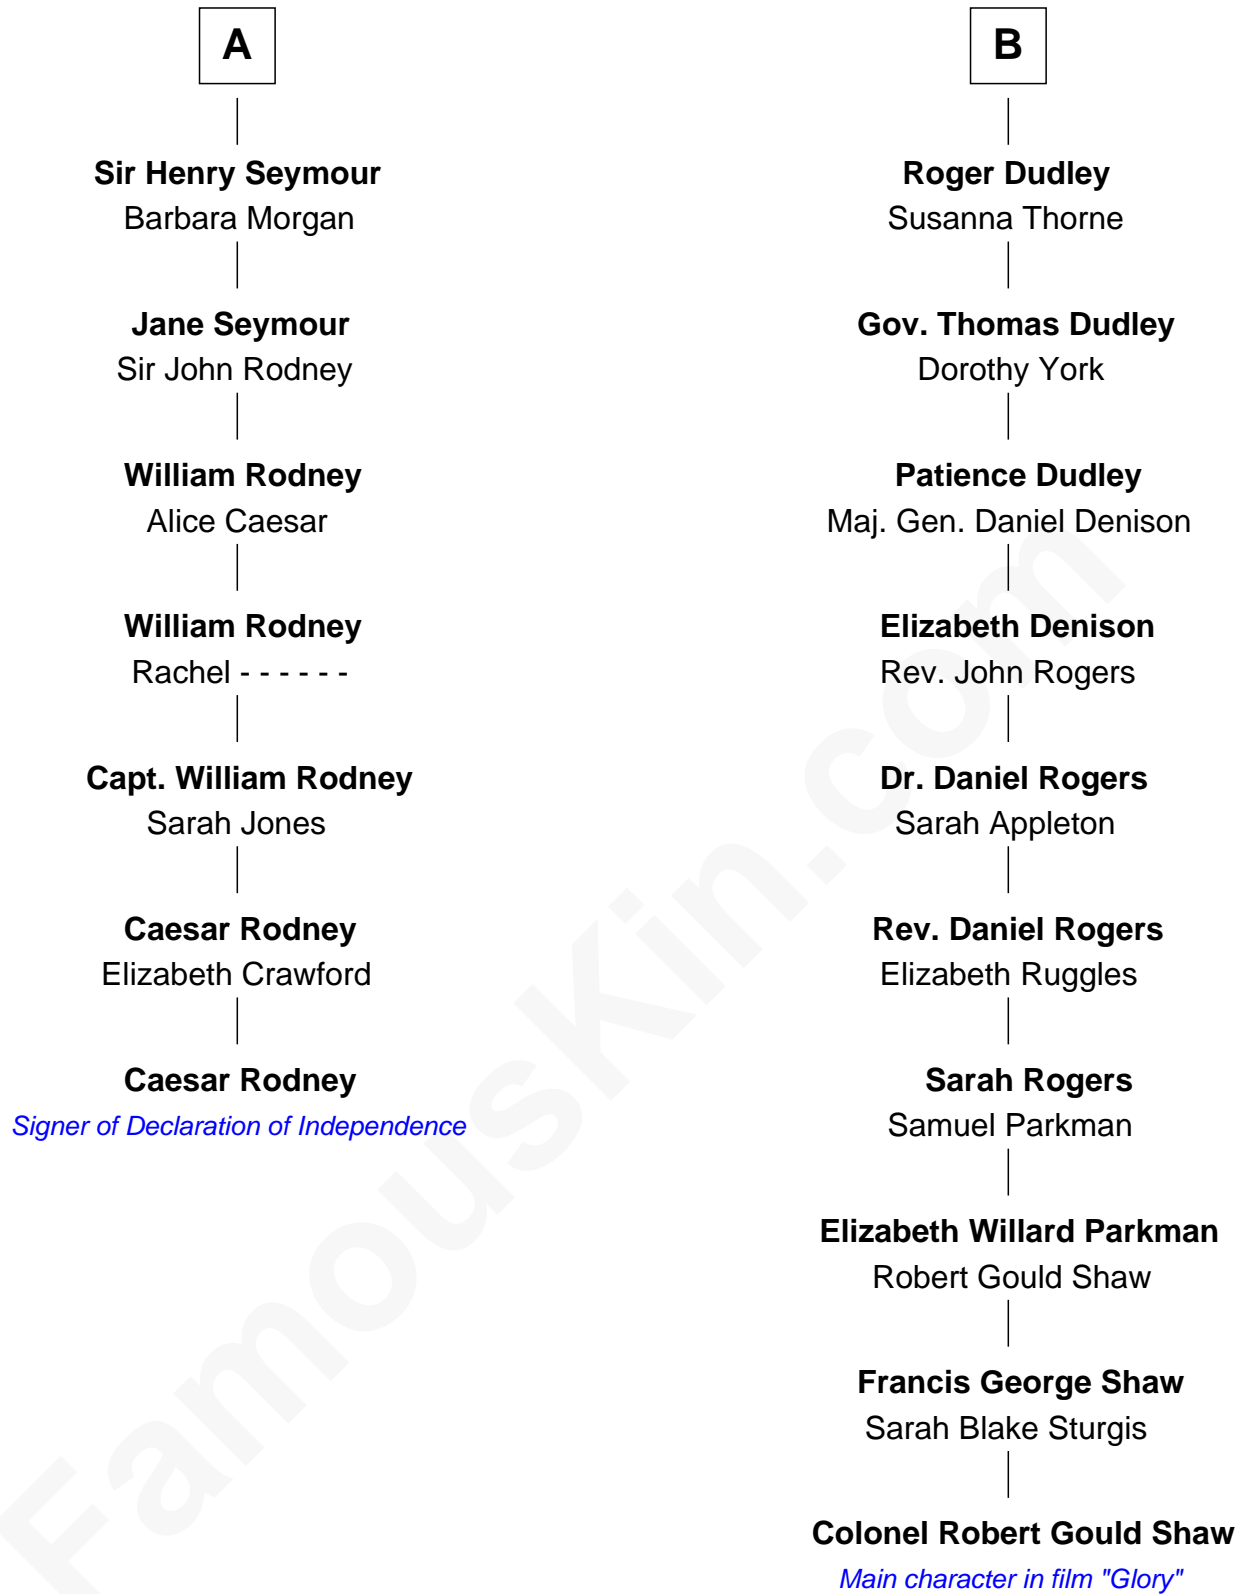 A
Sir Henry Seymour
Barbara Morgan
Jane Seymour
Sir John Rodney
William Rodney
Alice Caesar
William Rodney
Rachel - - - - - -
Capt. William Rodney
Sarah Jones
Caesar Rodney
Elizabeth Crawford
Caesar Rodney
Signer of Declaration of Independence
B
Roger Dudley
Susanna Thorne
Gov. Thomas Dudley
Dorothy York
Patience Dudley
Maj. Gen. Daniel Denison
Elizabeth Denison
Rev. John Rogers
Dr. Daniel Rogers
Sarah Appleton
Rev. Daniel Rogers
Elizabeth Ruggles
Sarah Rogers
Samuel Parkman
Elizabeth Willard Parkman
Robert Gould Shaw
Francis George Shaw
Sarah Blake Sturgis
Colonel Robert Gould Shaw
Main character in film "Glory"
FamousKin.com